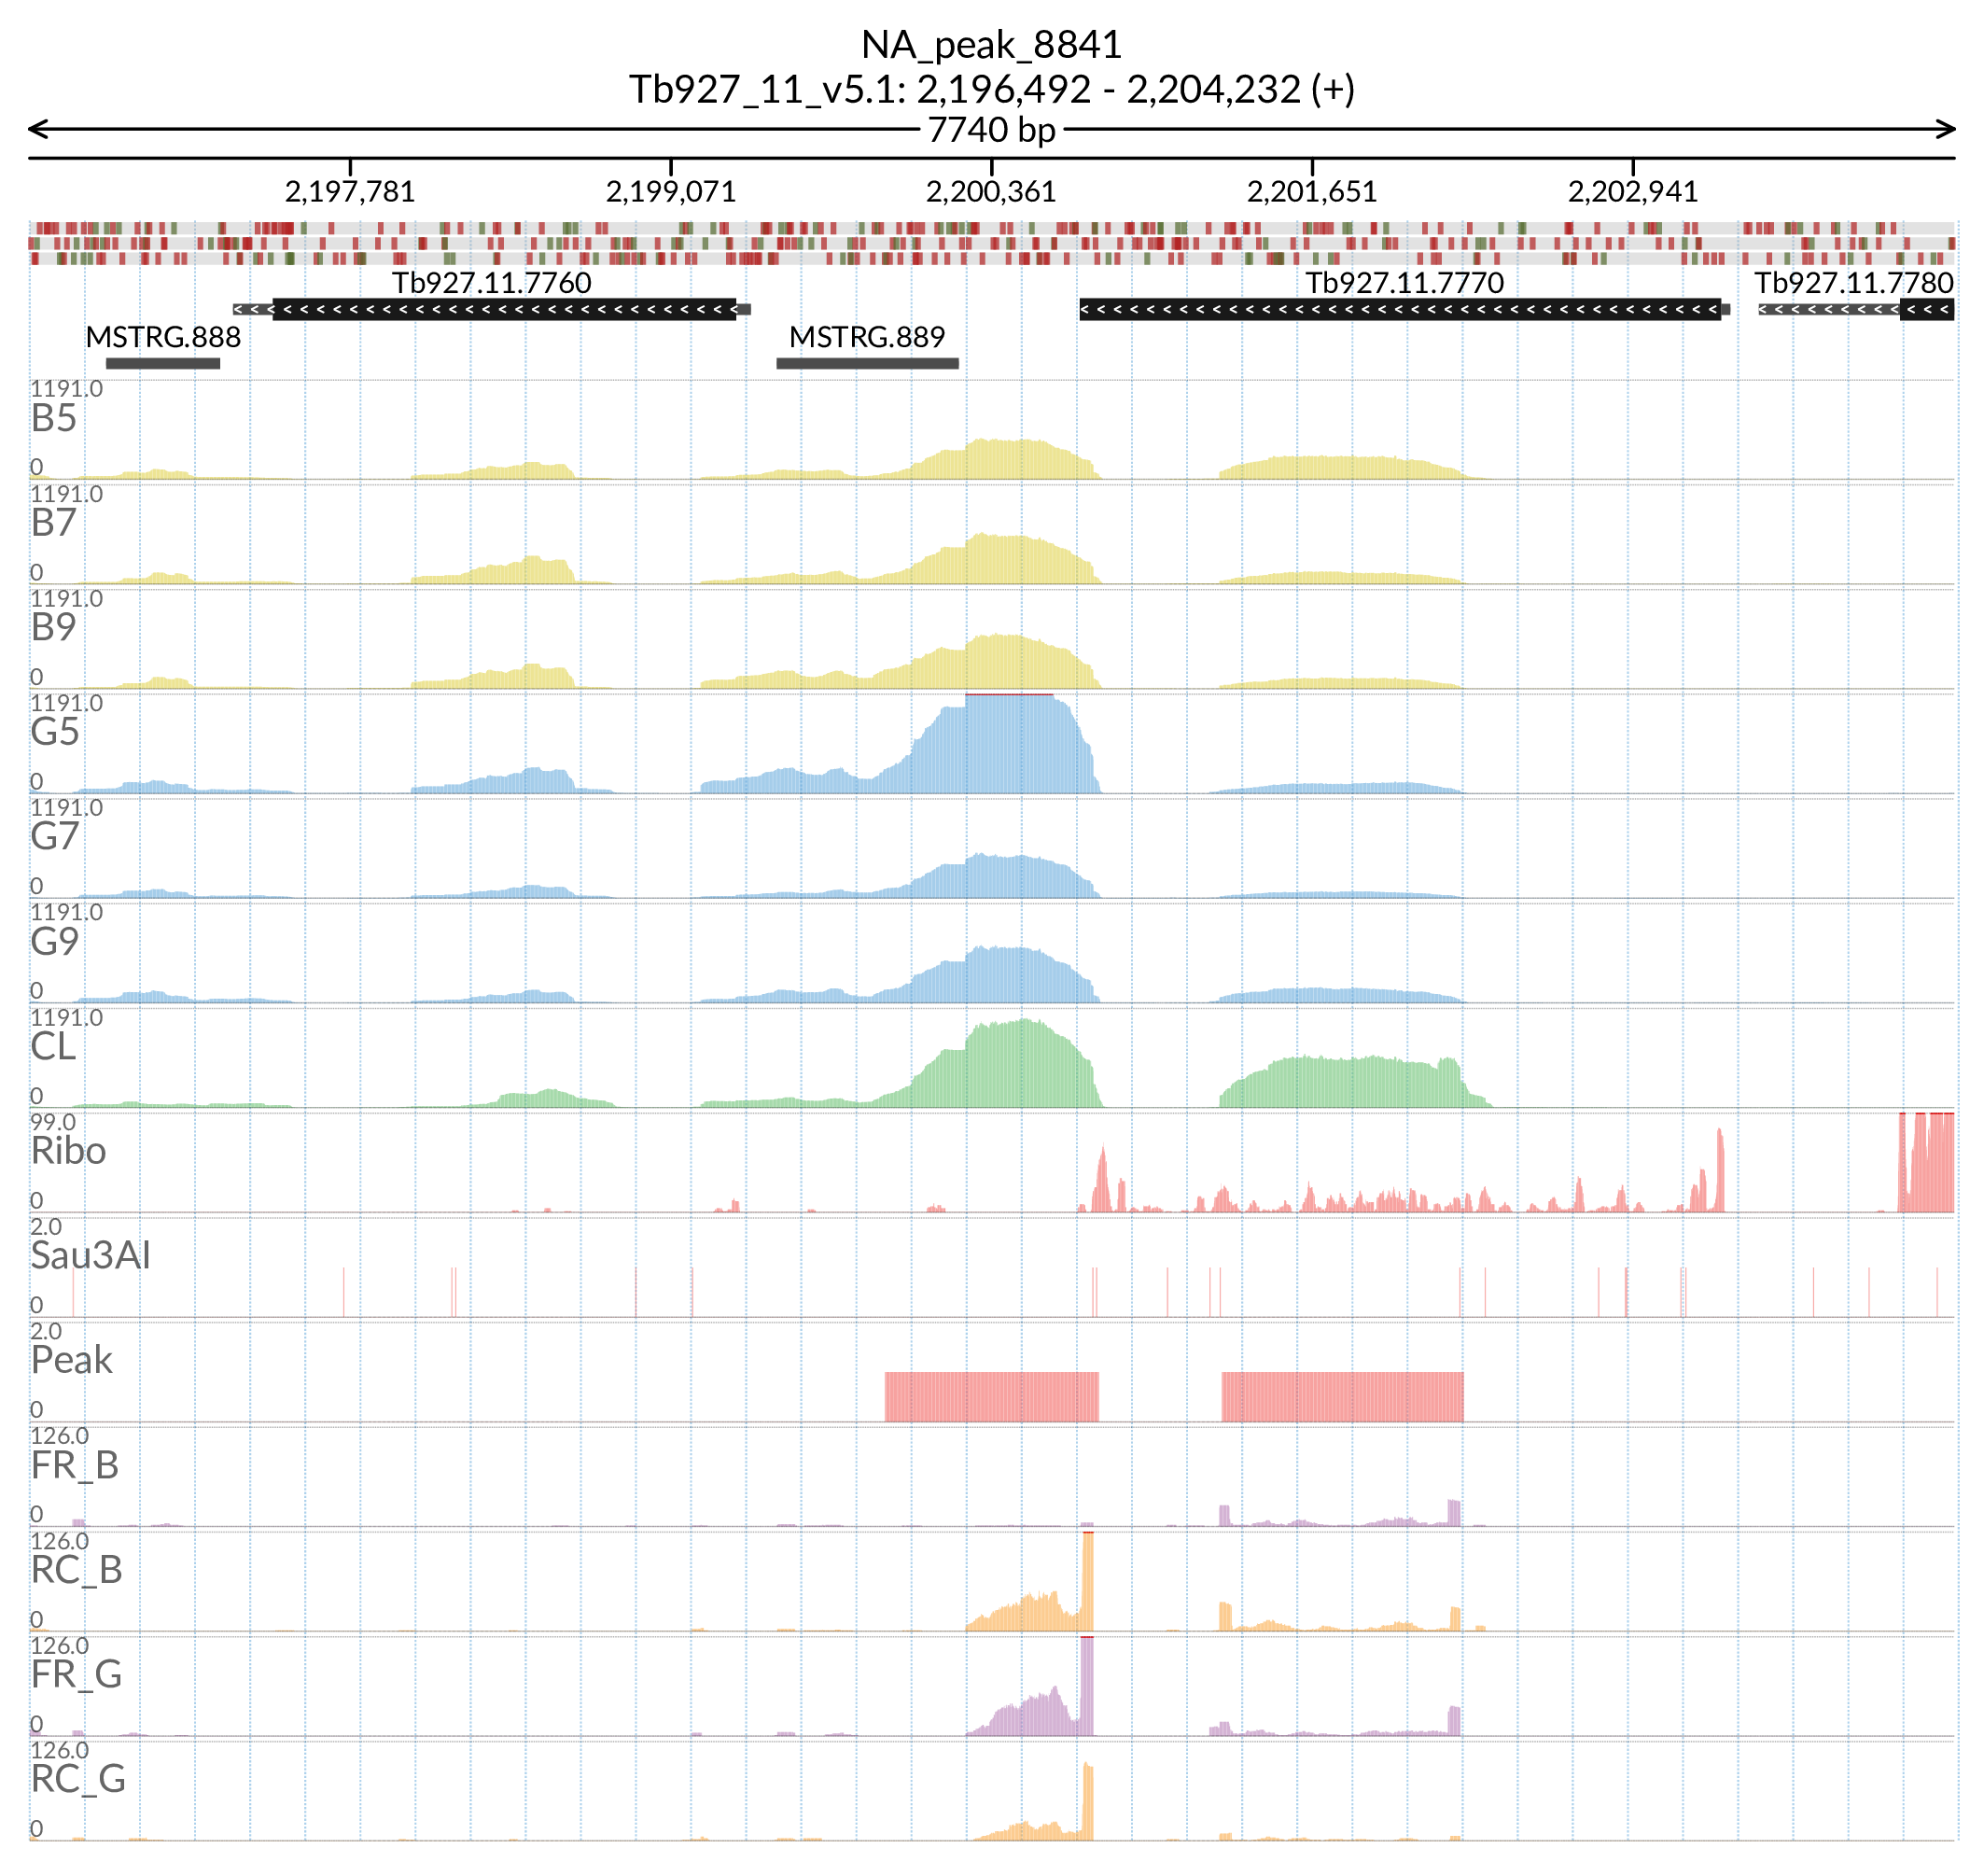 NA_peak_8841
Tb927_11_v5.1: 2,196,492 - 2,204,232 (+)
7740 bp
2,197,781 2,199,071 2,200,361 2,201,651 2,202,941
Tb927.11.7760 Tb927.11.7770 Tb927.11.7780
MSTRG.888 MSTRG.889
1191.0
B5
0
1191.0
B7
0
1191.0
B9
0
1191.0
G5
0
1191.0
G7
0
1191.0
G9
0
1191.0
CL
0
99.0
Ribo
0
2.0
Sau3AI
0
2.0
Peak
0
126.0
FR_B
0
126.0
RC_B
0
126.0
FR_G
0
126.0
RC_G
0